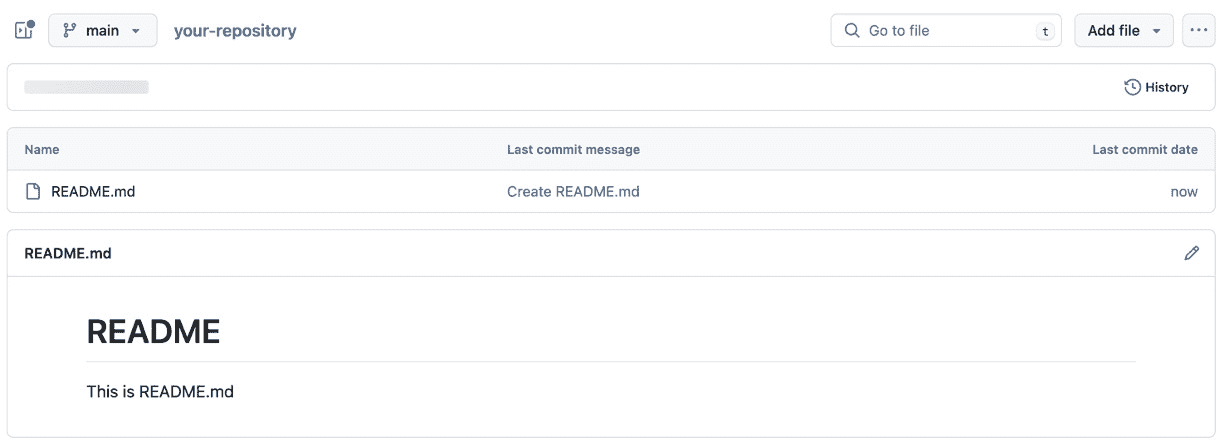 main your-repository Go to file t Add file ...
History
Name Last commit message Last commit date
README.md Create README.md now
README.md
README
This is README.md